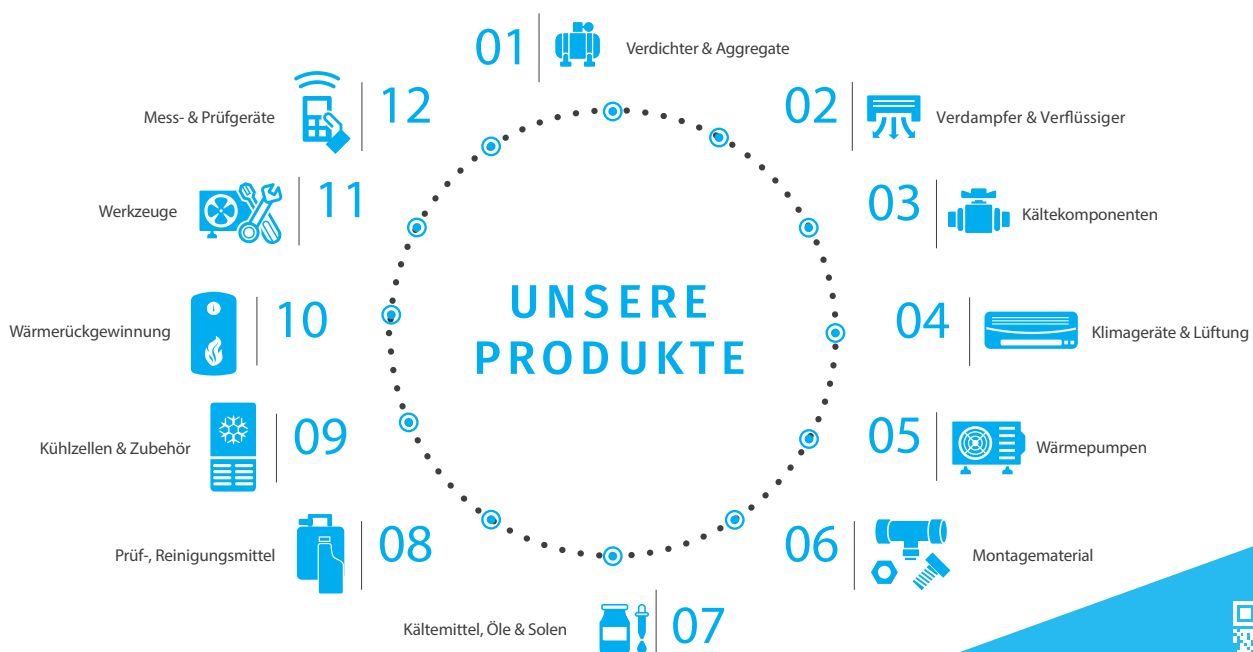 01
Verdichter & Aggregate
02
Verdampfer & Verflüssiger
03
Kältekomponenten
04
Klimageräte & Lüftung
05
Wärmepumpen
06
Montagematerial
07
Kältemittel, Öle & Solen
08
Prüf-, Reinigungsmittel
09
Kühlzellen & Zubehör
10
Wärmerückgewinnung
11
Werkzeuge
12
Mess- & Prüfgeräte
UNSERE
PRODUKTE